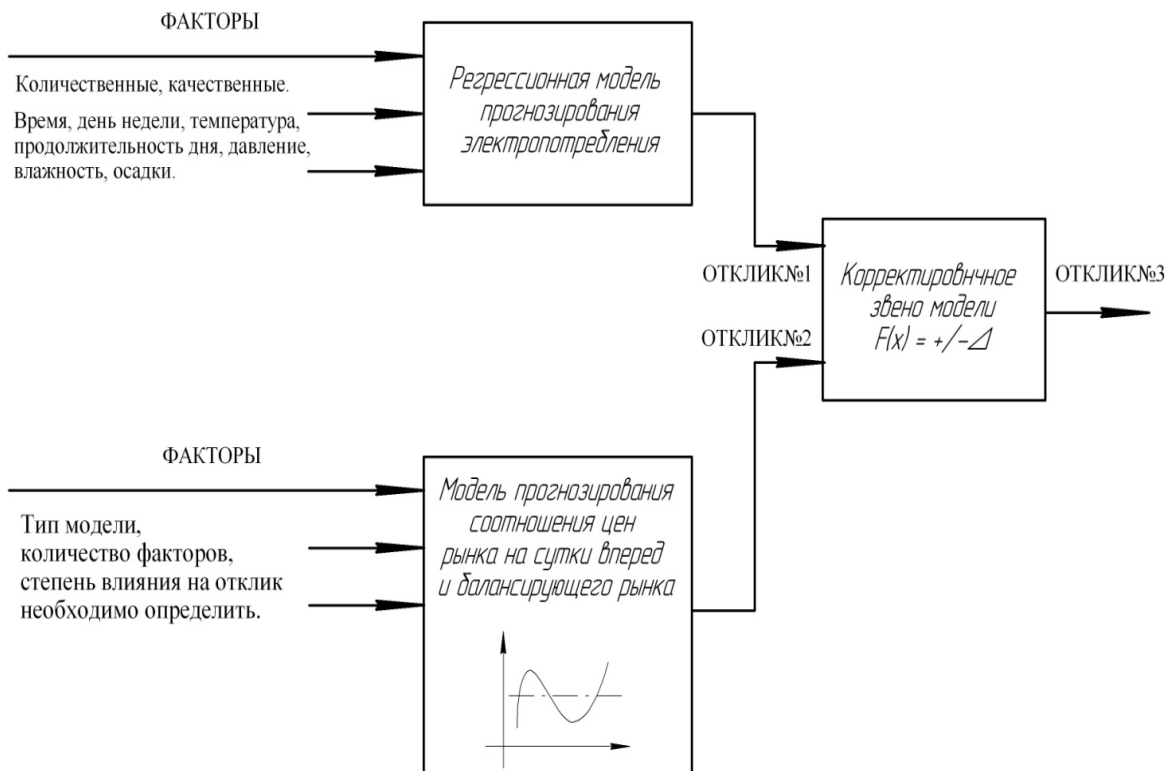 ФАКТОРЫ
Количественные, качественные.
Время, день недели, температура,
продолжительность дня, давление,
влажность, осадки.
Регрессионная модель
прогнозирования
электропотребления
ОТКЛИК№1
ОТКЛИК№2
Корректировнчное
звено модели
F(x) = +/-Δ
ОТКЛИК№3
ФАКТОРЫ
Тип модели,
количество факторов,
степень влияния на отклик
необходимо определить.
Модель прогнозирования
соотношения цен
рынка на сутки вперед
и балансирующего рынка